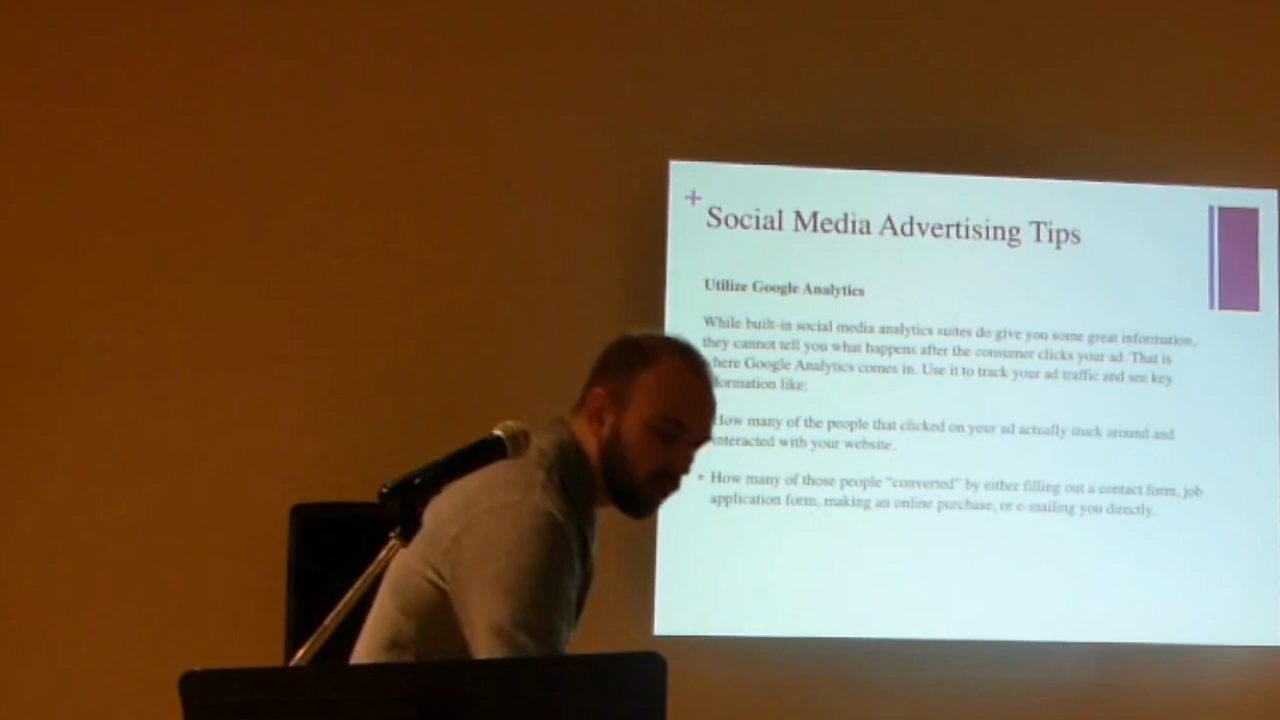 +
Social Media Advertising Tips
Utilize Google Analytics
While built-in social media analytics suites do give you some great information,
they cannot tell you what happens after the consumer clicks your ad. That is
here Google Analytics comes in. Use it to track your ad traffic and see key
formation like:
How many of the people that clicked on your ad actually stuck around and
interacted with your website.
• How many of those people “converted” by either filling out a contact form, job
application form, making an online purchase, or e-mailing you directly.